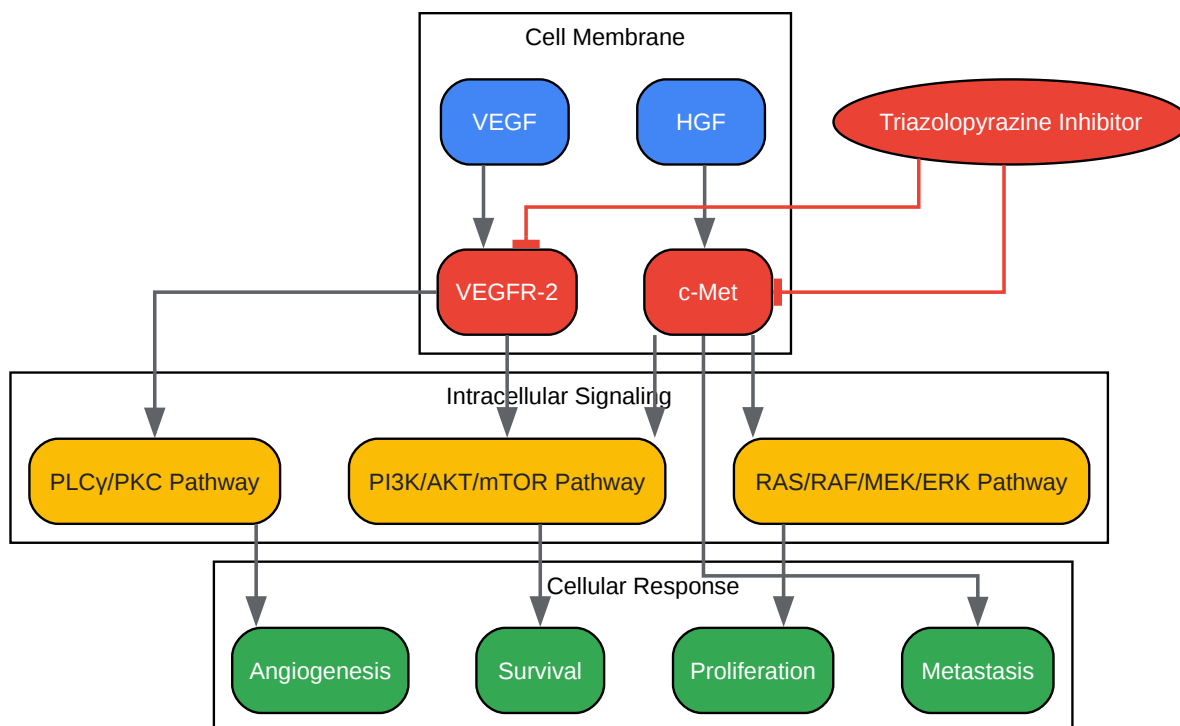 Cell Membrane
VEGF
HGF
Triazolopyrazine Inhibitor
VEGFR-2
c-Met
Intracellular Signaling
PLCγ/PKC Pathway
PI3K/AKT/mTOR Pathway
RAS/RAF/MEK/ERK Pathway
Cellular Response
Angiogenesis
Survival
Proliferation
Metastasis